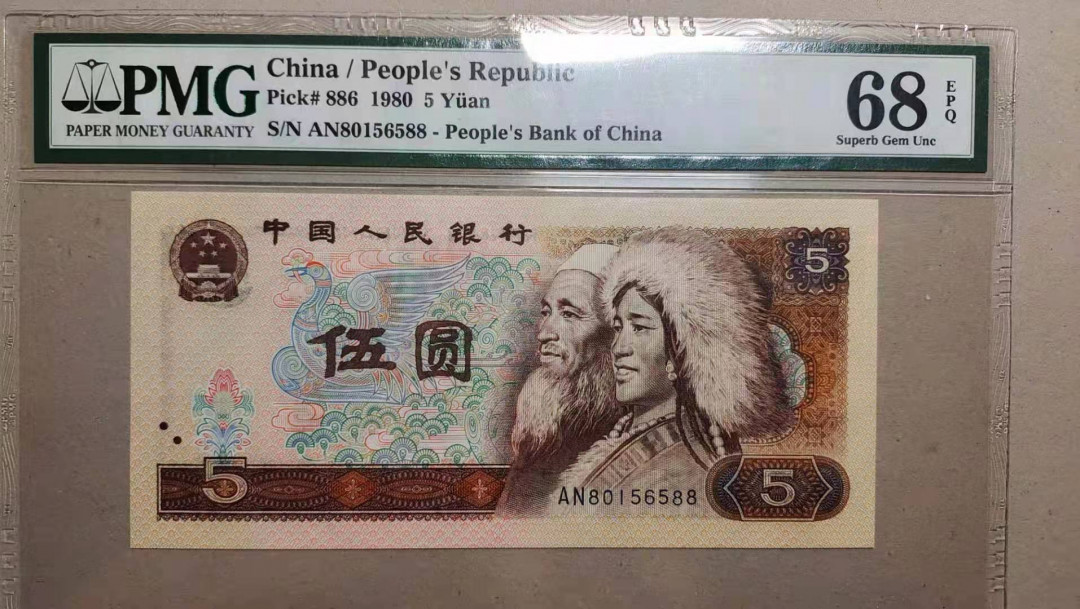 PMG
PAPER MONEY GUARANTY
China / People's Republic
Pick# 886 1980 5 Yüan
S/N AN80156588 - People's Bank of China
68
EPQ
Superb Gem Unc
中国人民银行
5
伍圆
5
AN80156588
5